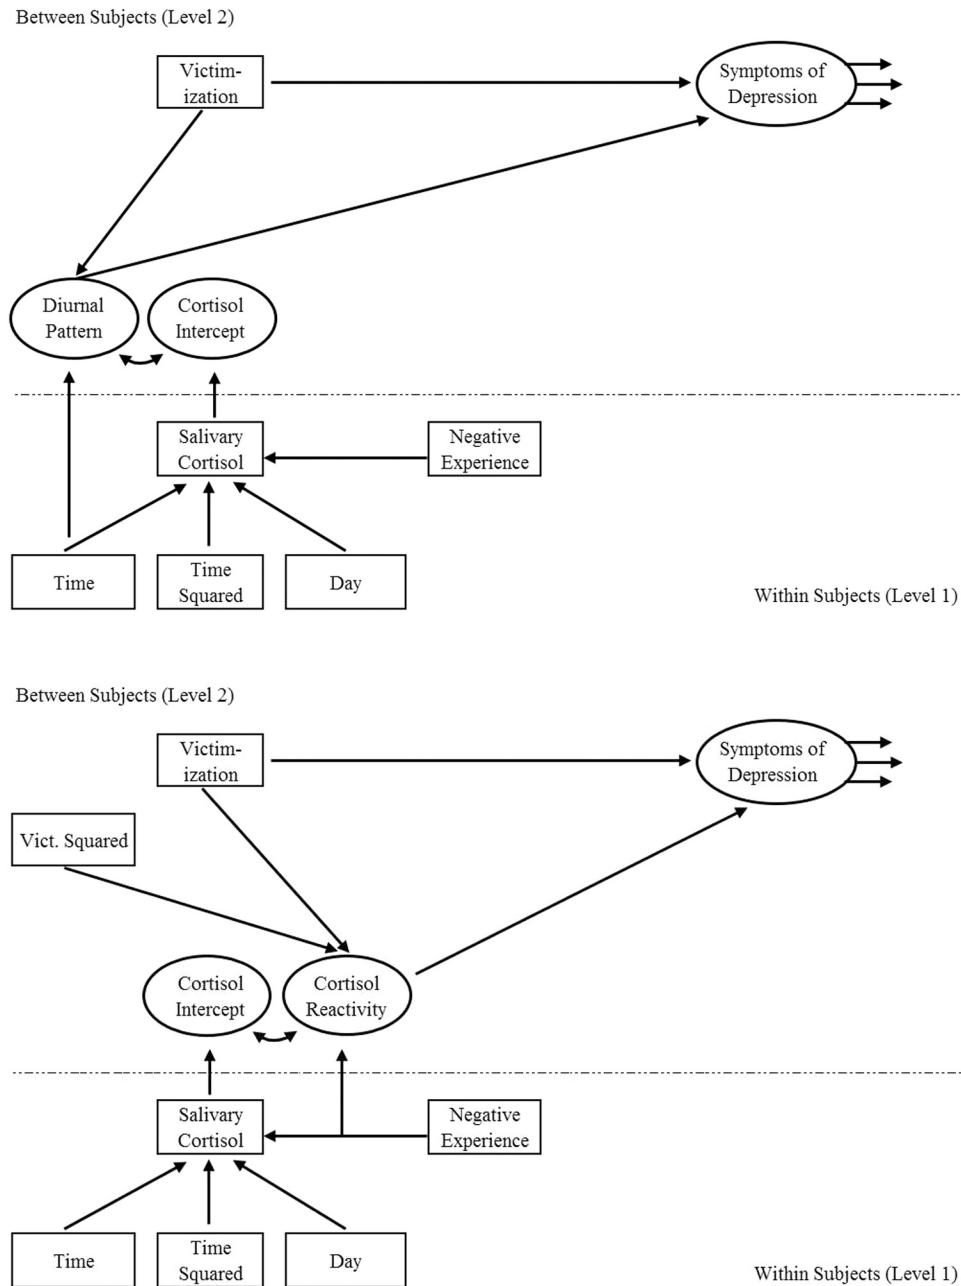 Between Subjects (Level 2)
Victim-
ization
Symptoms of
Depression
Diurnal
Pattern
Cortisol
Intercept
Salivary
Cortisol
Negative
Experience
Time
Time
Squared
Day
Within Subjects (Level 1)
Between Subjects (Level 2)
Victim-
ization
Symptoms of
Depression
Vict. Squared
Cortisol
Intercept
Cortisol
Reactivity
Salivary
Cortisol
Negative
Experience
Time
Time
Squared
Day
Within Subjects (Level 1)